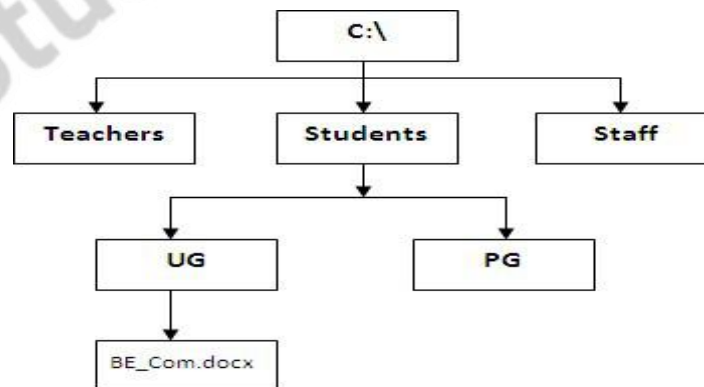 C:\
Teachers
Students
Staff
UG
PG
BE_Com.docx